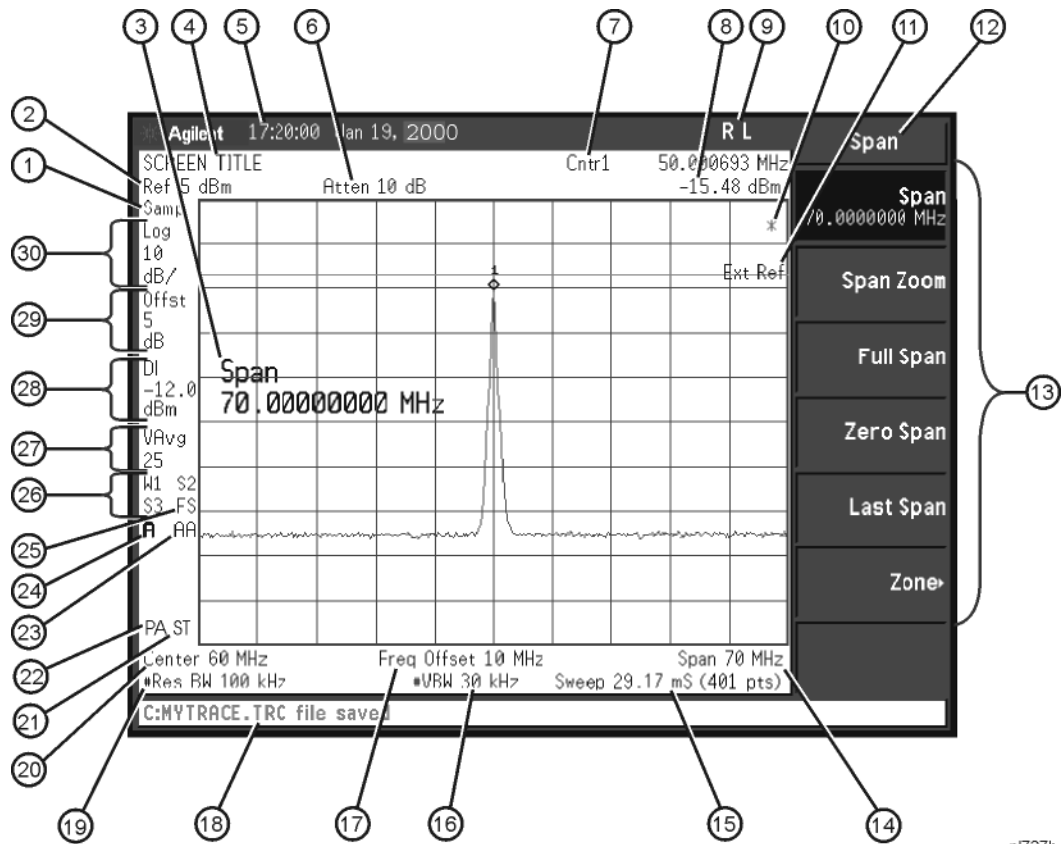 3 4 5 6 7 8 9 10 11 12
2
Agilent 17:20:00 Jan 19, 2000 R L
Span
1
SCREEN TITLE Cntr1 50.000693 MHz
Ref 5 dBm Atten 10 dB -15.48 dBm
Samp
Span
70.0000000 MHz
*
30
Log
10
dB/
1
Ext Ref
Span Zoom
29
Offst
5
dB
Full Span
28
DI
-12.0
dBm
Span
70.00000000 MHz
13
27
VAvg
25
Zero Span
26
W1 S2
S3 FS
Last Span
25
A AA
24
Zone
23
22
PA ST
21
Center 60 MHz Freq Offset 10 MHz Span 70 MHz
#Res BW 100 kHz #VBW 30 kHz Sweep 29.17 mS (401 pts)
C:MYTRACE.TRC file saved
20
19 18 17 16 15 14